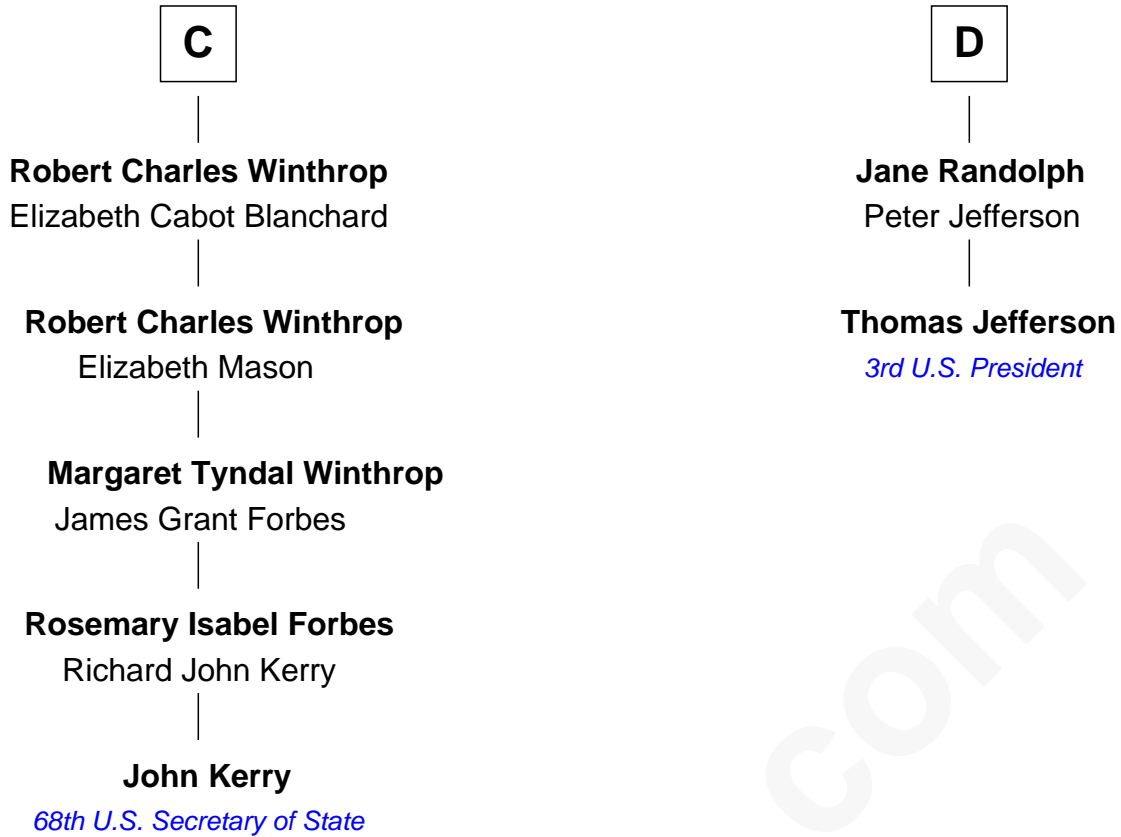 C
Robert Charles Winthrop
Elizabeth Cabot Blanchard
Robert Charles Winthrop
Elizabeth Mason
Margaret Tyndal Winthrop
James Grant Forbes
Rosemary Isabel Forbes
Richard John Kerry
John Kerry
68th U.S. Secretary of State
D
Jane Randolph
Peter Jefferson
Thomas Jefferson
3rd U.S. President
com